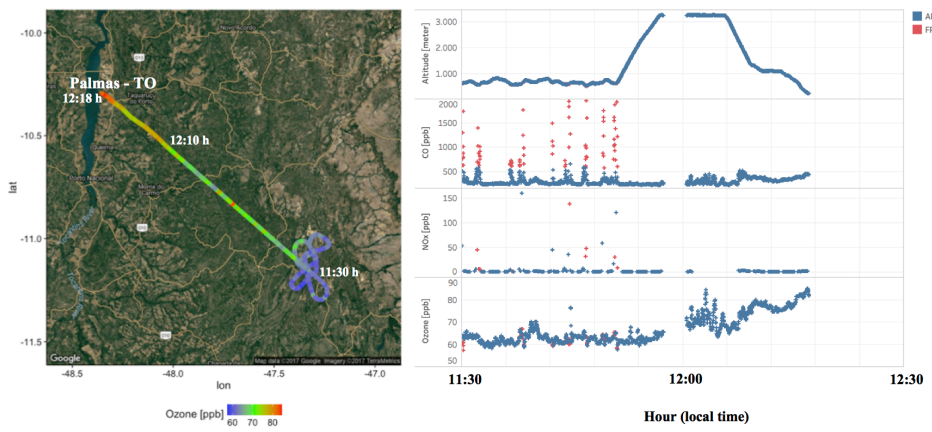 -10.0
-10.5
-11.0
-11.5
lat
Palmas - TO
12:18 h
12:10 h
11:30 h
Porto Nacional
Google
Map data ©2017 Google Imagery ©2017 TerraMetrics
-48.5 -48.0 -47.5 -47.0
lon
Ozone [ppb]
60 70 80
Altitude [meter]
3.000
2.000
1.000
CO [ppb]
2000
1500
1000
500
NOx [ppb]
150
100
50
0
Ozone [ppb]
90
80
70
60
50
11:30 12:00 12:30
Hour (local time)